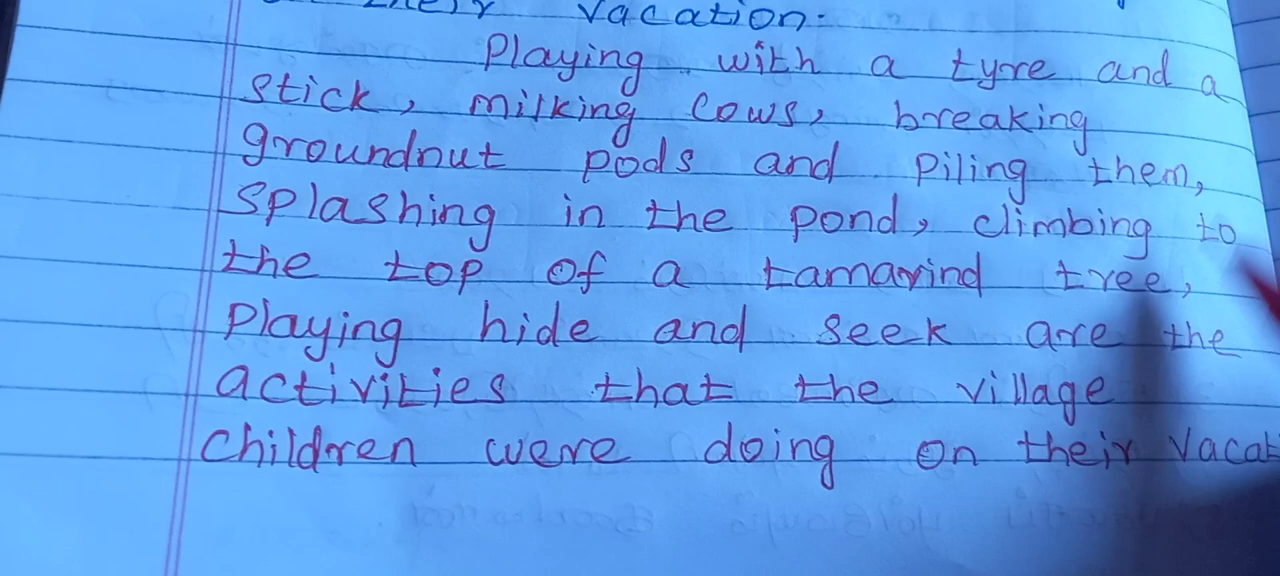 their vacation.
Playing with a tyre and a
stick, milking cows, breaking
groundnut pods and piling them,
splashing in the pond, climbing to
the top of a tamarind tree,
playing hide and seek are the
activities that the village
children were doing on their vacat